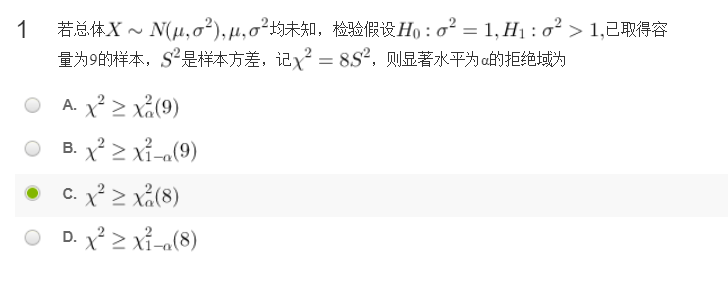 1 若总体X ∼ N(μ,σ²),μ,σ²均未知，检验假设H₀ : σ² = 1, H₁ : σ² > 1,已取得容
量为9的样本，S²是样本方差，记χ² = 8S²，则显著水平为α的拒绝域为
A. χ² ≥ χ²_α(9)
B. χ² ≥ χ²_{1−α}(9)
C. χ² ≥ χ²_α(8)
D. χ² ≥ χ²_{1−α}(8)